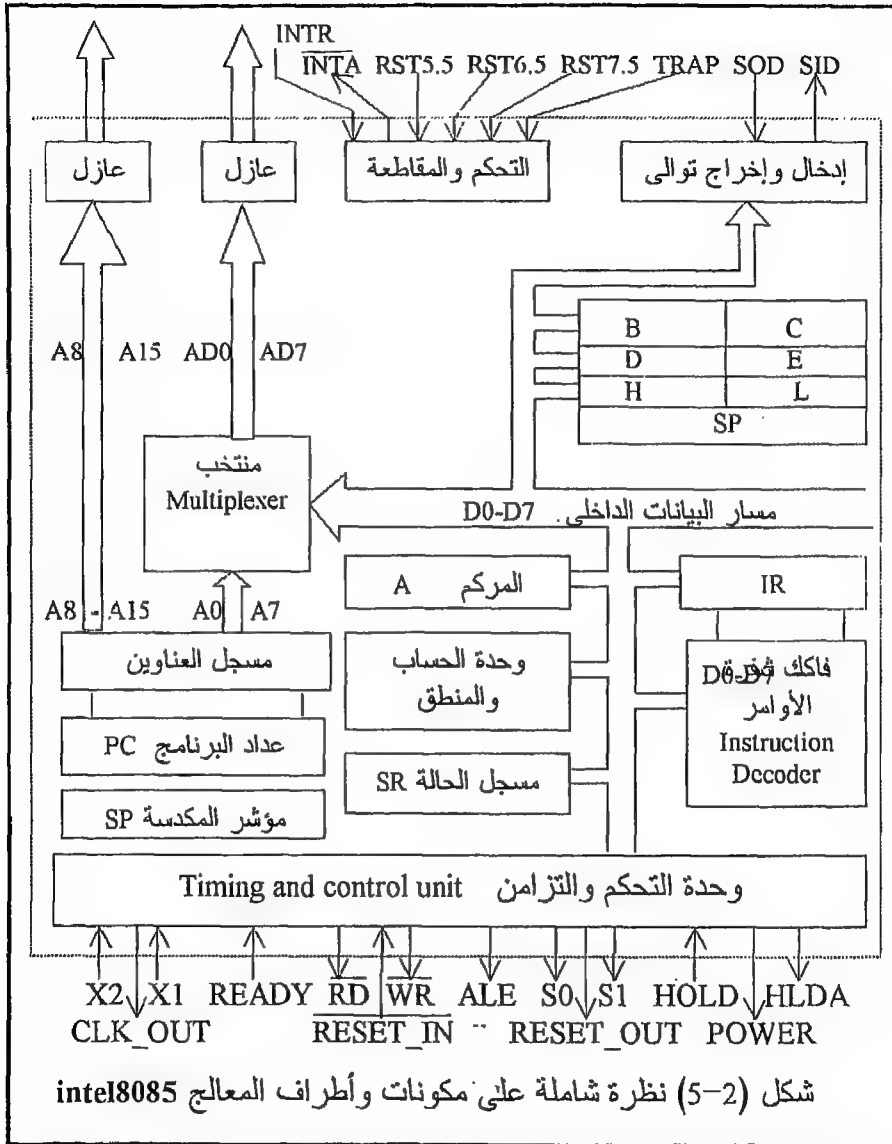 INTR
INTA RST5.5 RST6.5 RST7.5 TRAP SOD SID
عازل
عازل
التحكم والمقاطعة
إدخال وإخراج توالى
B C
D E
H L
SP
A8 A15 AD0 AD7
منتخب
Multiplexer
مسار البيانات الداخلى. D0-D7
المركم A
IR
A8 - A15 A0 A7
مسجل العناوين
وحدة الحساب
والمنطق
فاكك شفرة
D0-D7
الأوامر
Instruction
Decoder
عداد البرنامج PC
مسجل الحالة SR
مؤشر المكدسة SP
Timing and control unit وحدة التحكم والتزامن
X2 X1 READY RD WR ALE S0 S1 HOLD HLDA
CLK_OUT RESET_IN RESET_OUT POWER
شكل (2-5) نظرة شاملة على مكونات وأطراف المعالج intel8085